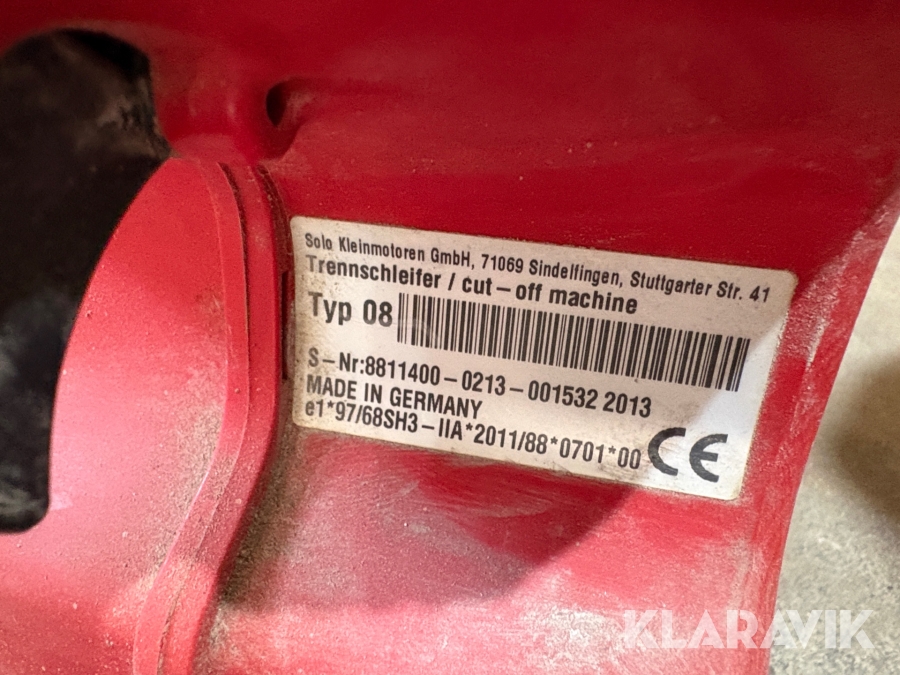 Solo Kleinmotoren GmbH, 71069 Sindelfingen, Stuttgarter Str. 41
Trennschleifer / cut-off machine
Typ 08
S-Nr:8811400-0213-001532 2013
MADE IN GERMANY
e1*97/68SH3-IIA*2011/88*0701*00 CE
KLARAVIK